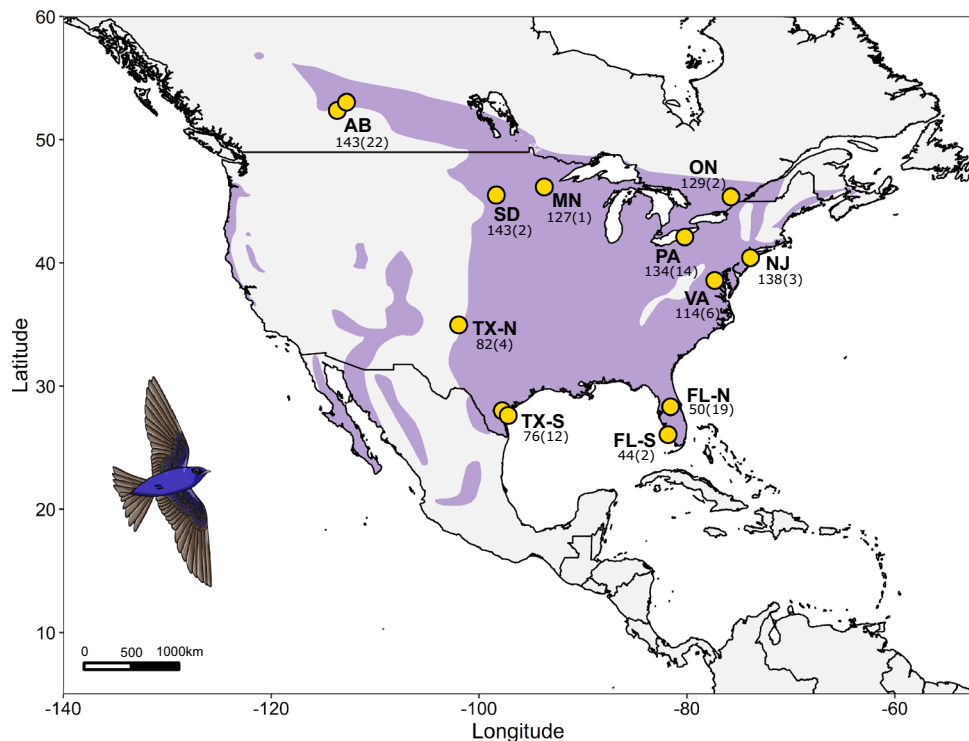 60
50
40
30
20
10
Latitude
AB
143(22)
ON
129(2)
MN
127(1)
SD
143(2)
PA
134(14)
NJ
138(3)
VA
114(6)
TX-N
82(4)
FL-N
50(19)
TX-S
76(12)
FL-S
44(2)
0 500 1000km
-140 -120 -100 -80 -60
Longitude